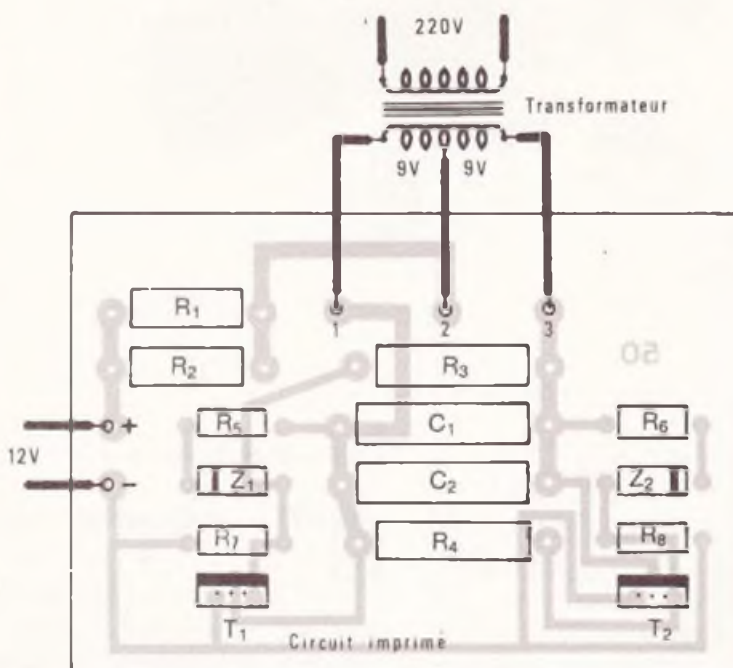 220V
Transformateur
9V 9V
1 2 3
R1
R2 R3
50
+ R5 C1 R6
12V
- Z1 C2 Z2
R7 R4 R8
T1 T2
Circuit imprimé